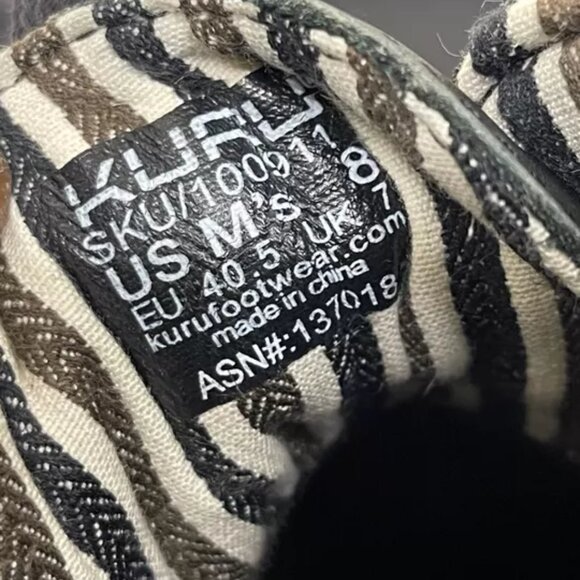 KURU
SKU/100911
US M's 8
EU 40.5 UK 7
kurufootwear.com
made in china
ASN#:137018